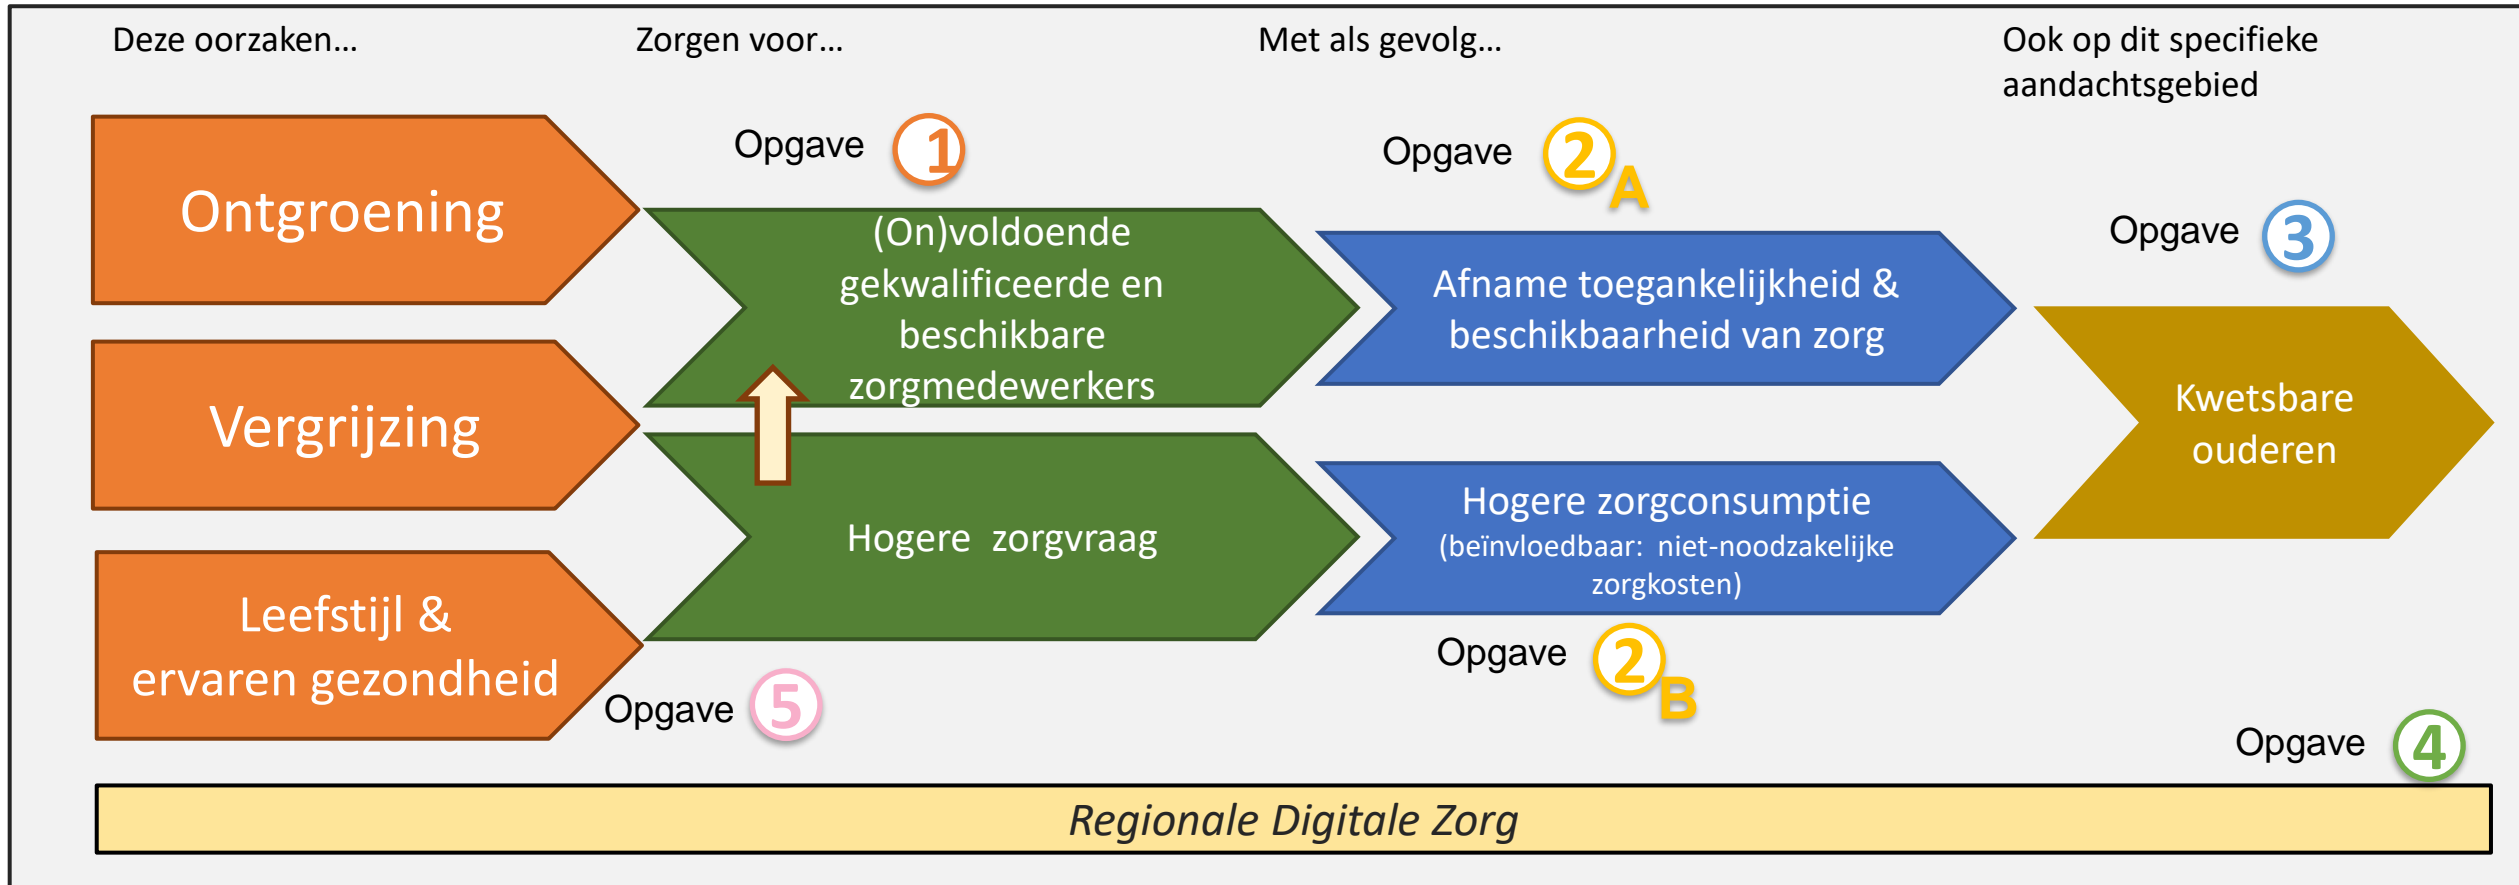 Deze oorzaken...
Zorgen voor...
Met als gevolg...
Ook op dit specifieke
aandachtsgebied
Ontgroening
Vergrijzing
Leefstijl &
ervaren gezondheid
Opgave 1
(On)voldoende
gekwalificeerde en
beschikbare
zorgmedewerkers
Hogere zorgvraag
Opgave 5
Opgave 2A
Afname toegankelijkheid &
beschikbaarheid van zorg
Hogere zorgconsumptie
(beïnvloedbaar: niet-noodzakelijke
zorgkosten)
Opgave 2B
Opgave 3
Kwetsbare
ouderen
Opgave 4
Regionale Digitale Zorg